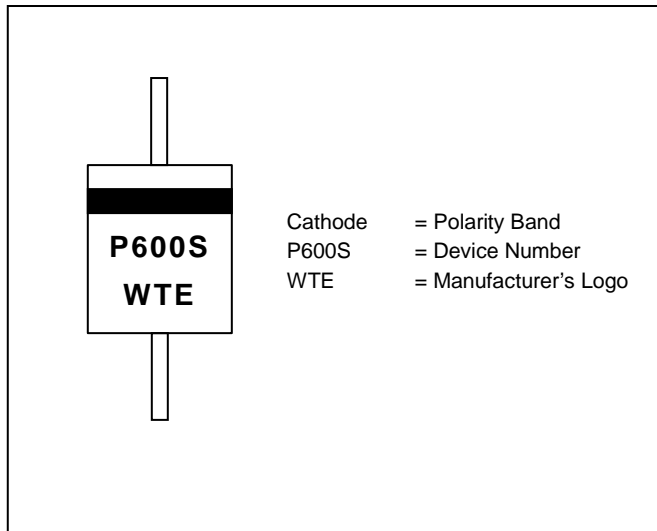 P600S
WTE
Cathode = Polarity Band
P600S = Device Number
WTE = Manufacturer's Logo